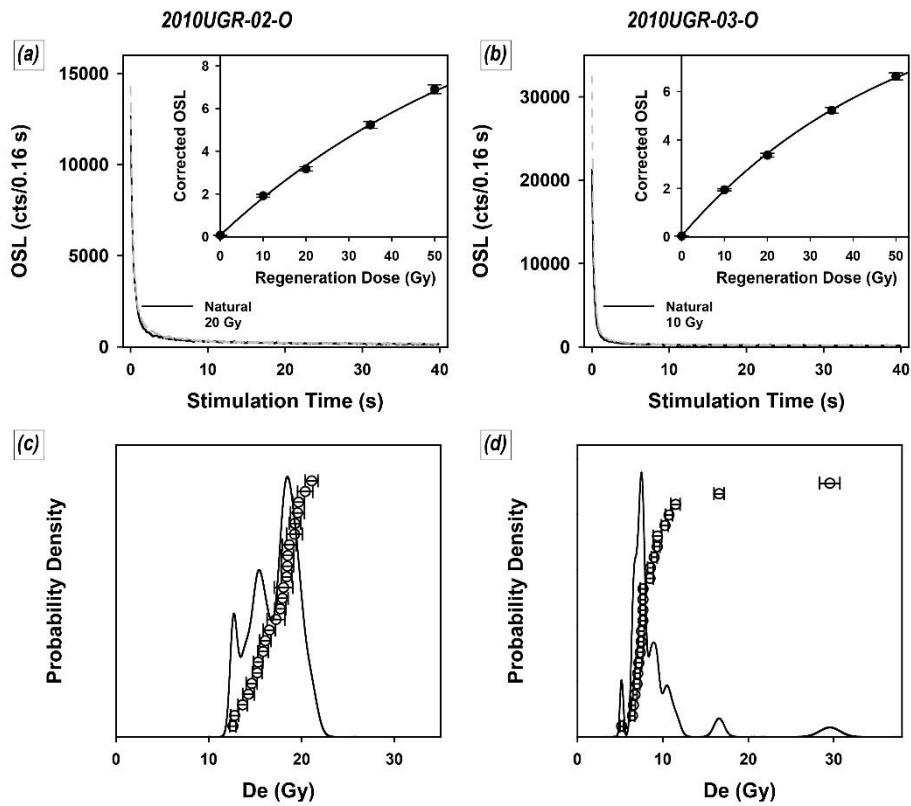 2010UGR-02-O
2010UGR-03-O
(a)
15000
10000
5000
0
OSL (cts/0.16 s)
8
6
4
2
0
Corrected OSL
0 10 20 30 40 50
Regeneration Dose (Gy)
Natural
20 Gy
0 10 20 30 40
Stimulation Time (s)
(b)
30000
20000
10000
0
OSL (cts/0.16 s)
6
4
2
0
Corrected OSL
0 10 20 30 40 50
Regeneration Dose (Gy)
Natural
10 Gy
0 10 20 30 40
Stimulation Time (s)
(c)
Probability Density
0 10 20 30
De (Gy)
(d)
Probability Density
0 10 20 30
De (Gy)